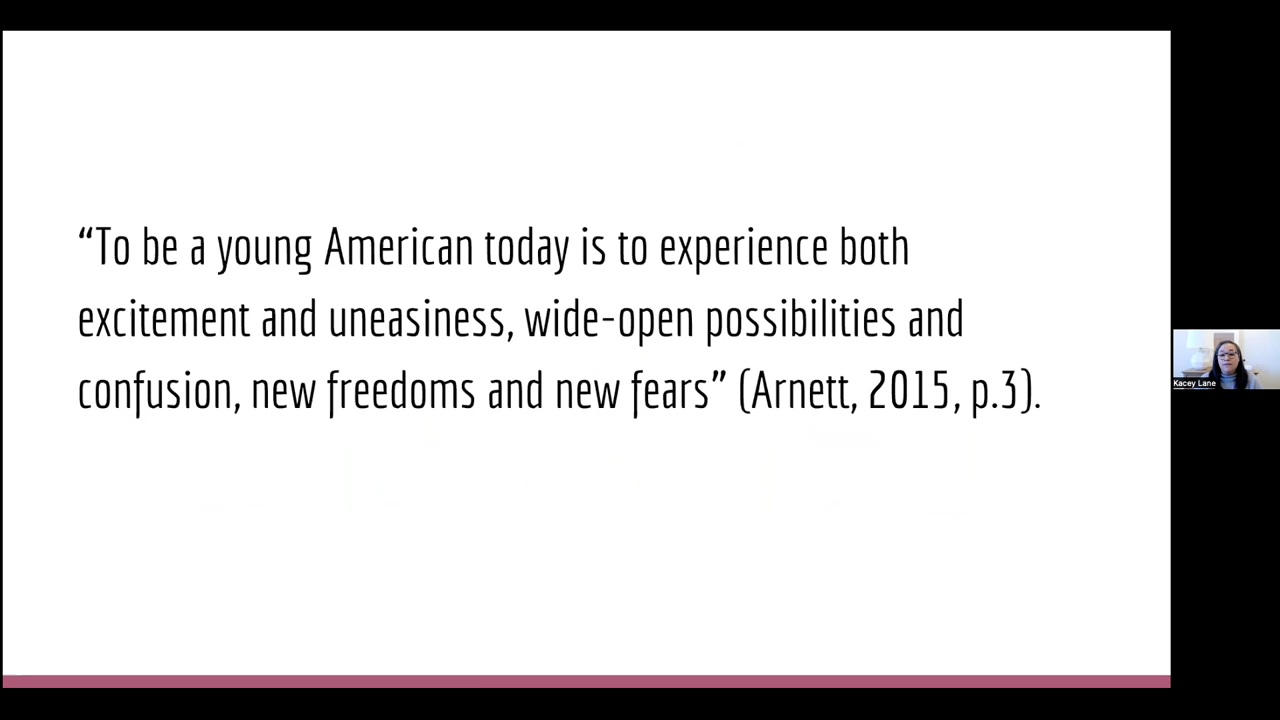 “To be a young American today is to experience both
excitement and uneasiness, wide-open possibilities and
confusion, new freedoms and new fears” (Arnett, 2015, p.3).
Kacey Lane